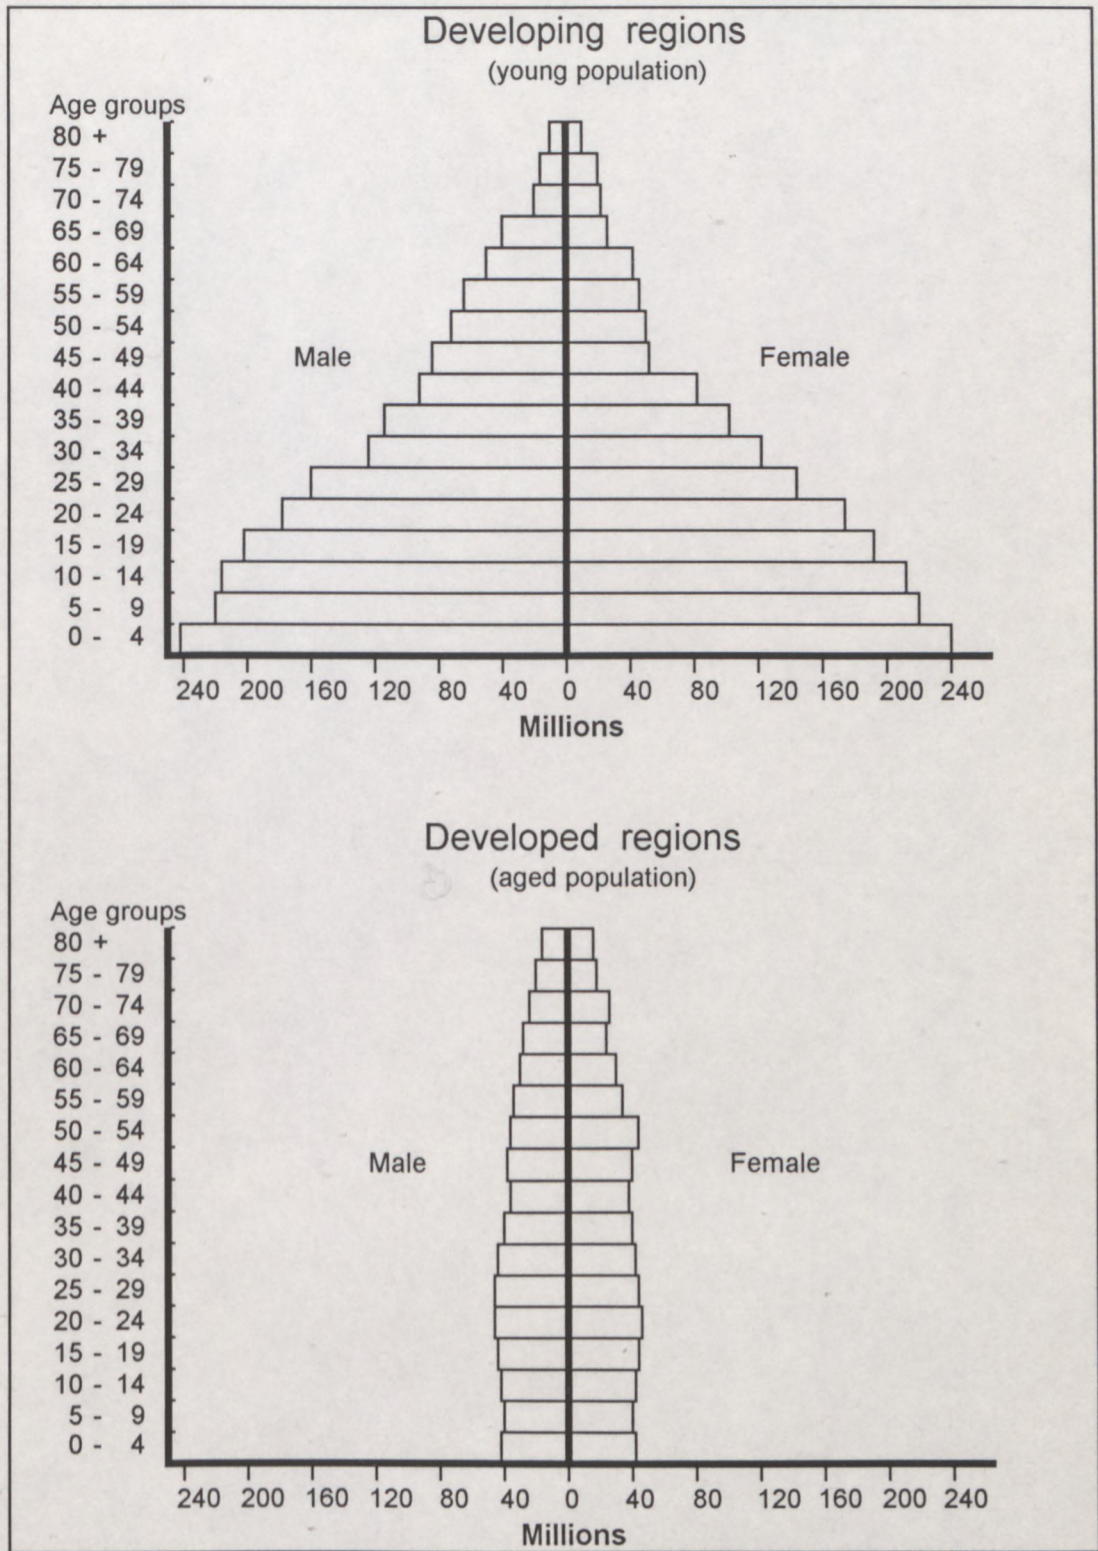 Developing regions
(young population)
Age groups
80 +
75 - 79
70 - 74
65 - 69
60 - 64
55 - 59
50 - 54
45 - 49
Male
Female
40 - 44
35 - 39
30 - 34
25 - 29
20 - 24
15 - 19
10 - 14
5 - 9
0 - 4
240 200 160 120 80 40 0 40 80 120 160 200 240
Millions
Developed regions
(aged population)
Age groups
80 +
75 - 79
70 - 74
65 - 69
60 - 64
55 - 59
50 - 54
45 - 49
Male
Female
40 - 44
35 - 39
30 - 34
25 - 29
20 - 24
15 - 19
10 - 14
5 - 9
0 - 4
240 200 160 120 80 40 0 40 80 120 160 200 240
Millions